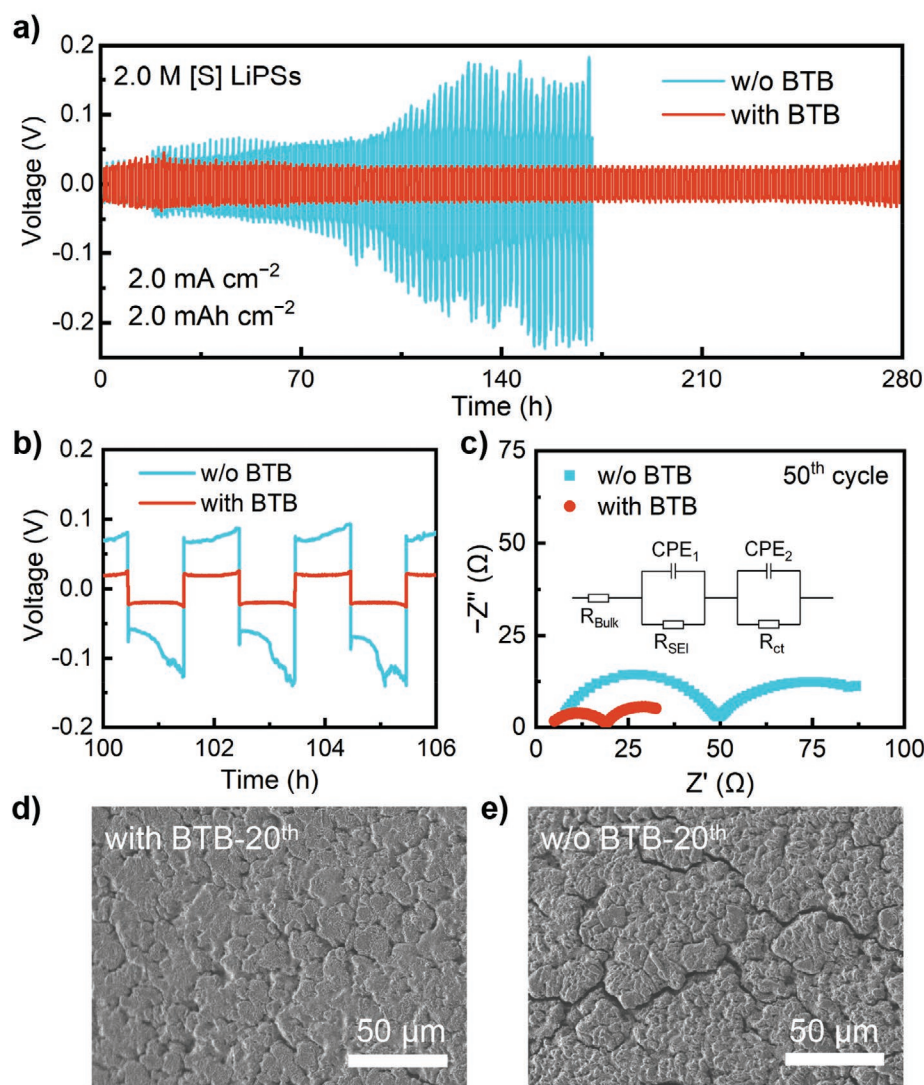 a)
0.2
0.1
0.0
-0.1
-0.2
Voltage (V)
2.0 M [S] LiPSs
w/o BTB
with BTB
2.0 mA cm⁻²
2.0 mAh cm⁻²
0
70
140
210
280
Time (h)
b)
0.2
0.1
0.0
-0.1
-0.2
Voltage (V)
w/o BTB
with BTB
100
102
104
106
Time (h)
c)
75
50
25
0
−Z'' (Ω)
w/o BTB
with BTB
50th cycle
CPE₁
CPE₂
R_Bulk
R_SEI
R_ct
0
25
50
75
100
Z' (Ω)
d)
with BTB-20th
50 μm
e)
w/o BTB-20th
50 μm